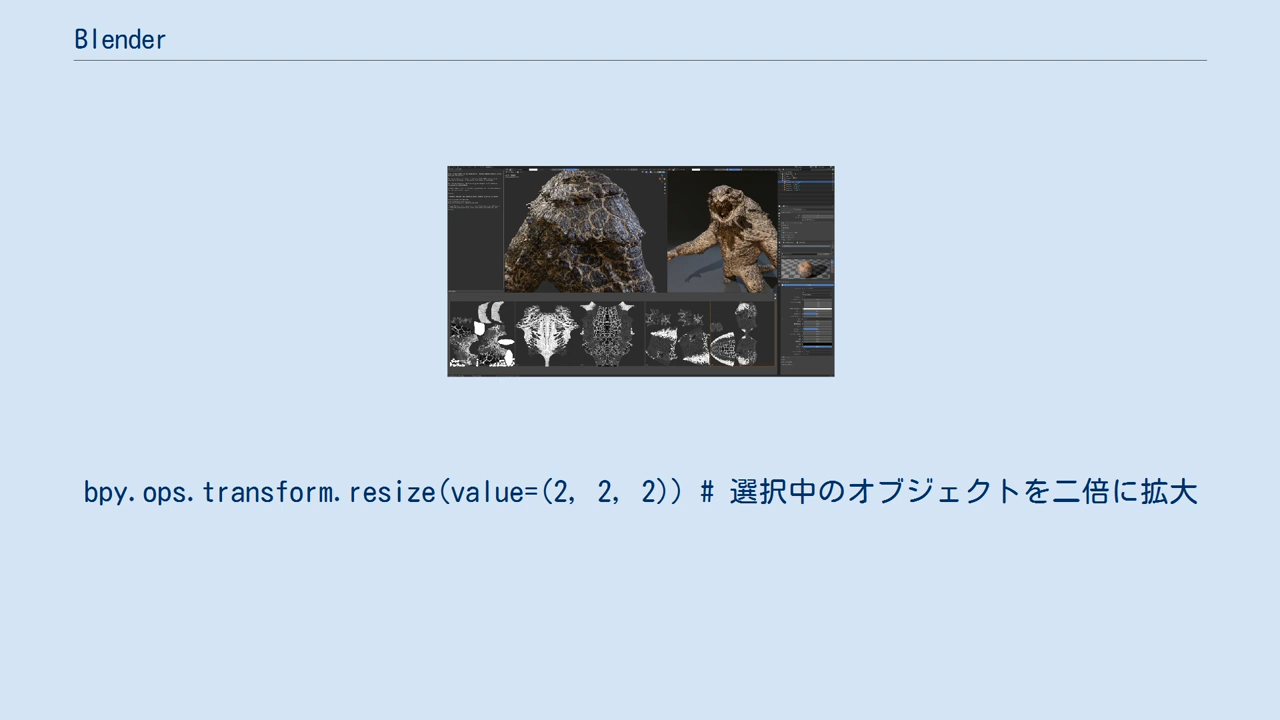 Blender
bpy.ops.transform.resize(value=(2, 2, 2)) # 選択中のオブジェクトを二倍に拡大